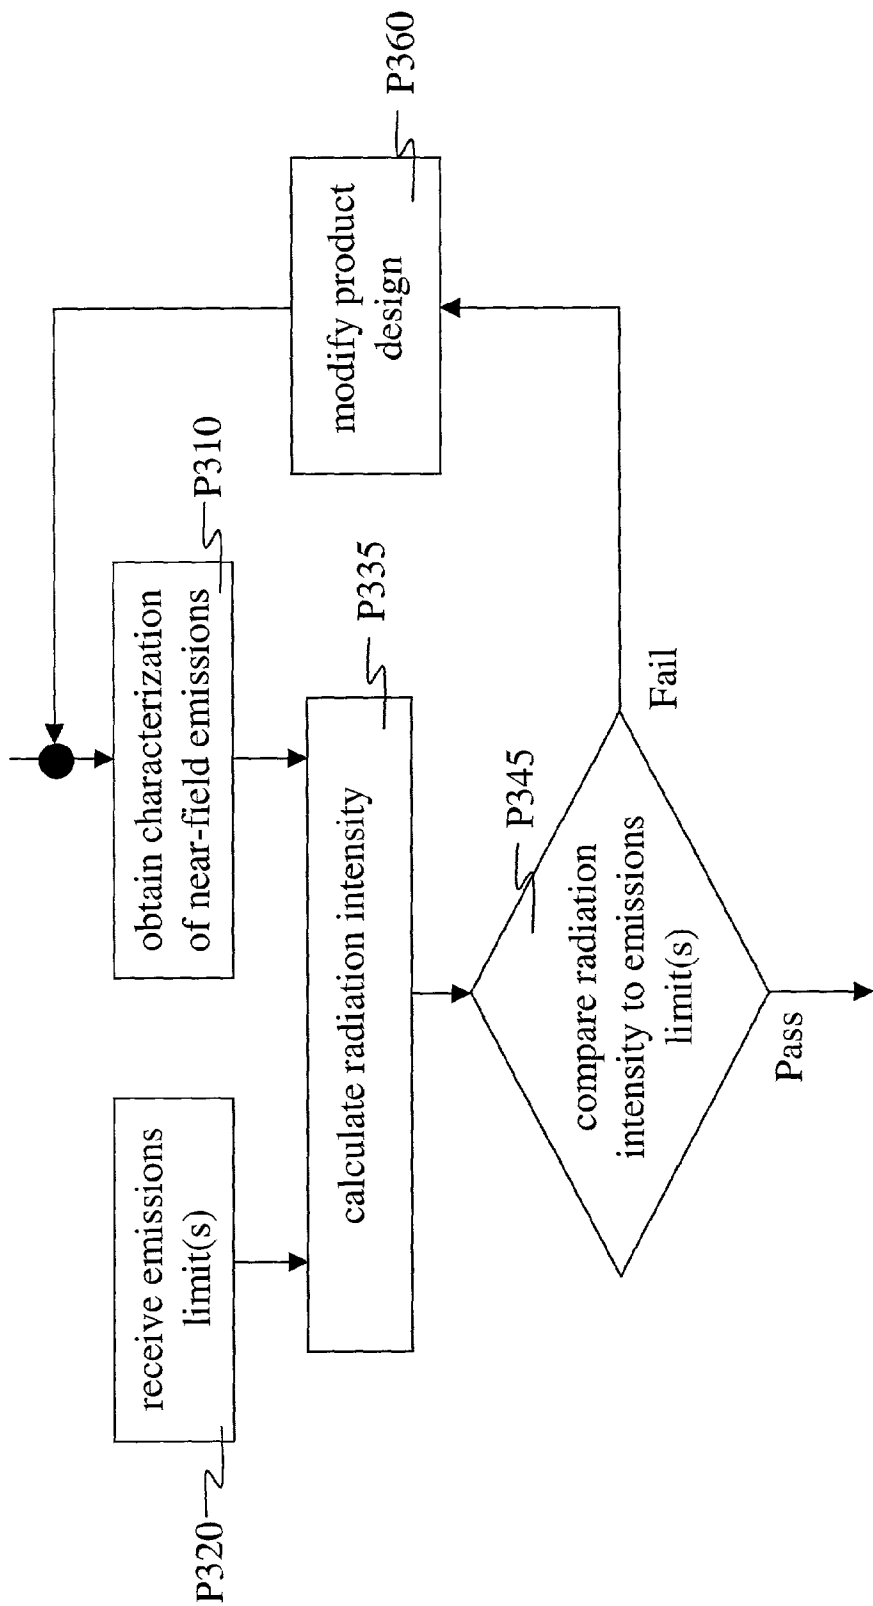 P320
receive emissions
limit(s)
obtain characterization
of near-field emissions
P310
calculate radiation intensity
P335
compare radiation
intensity to emissions
limit(s)
P345
Pass
Fail
modify product
design
P360